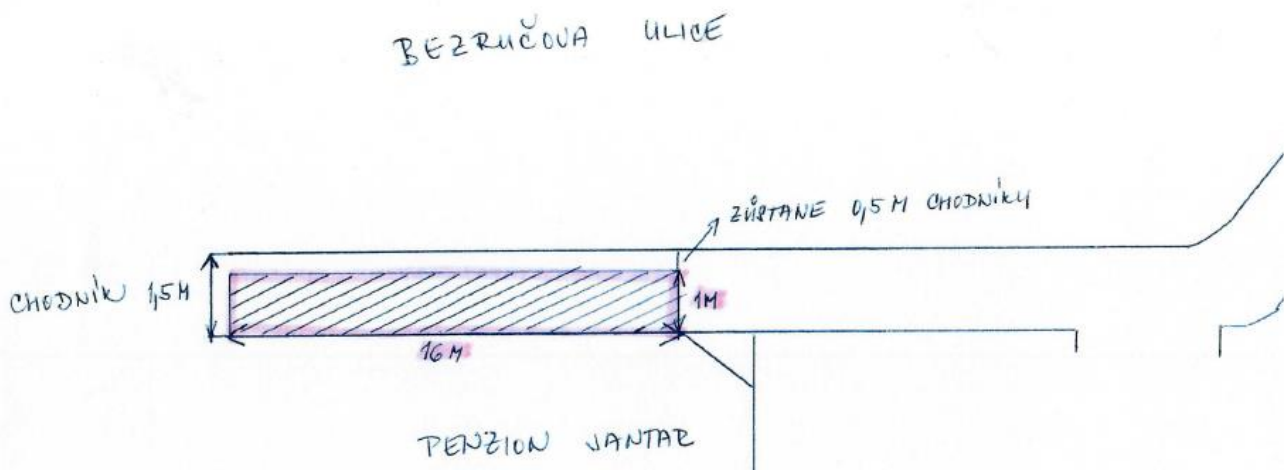 BEZRUČOVA ULICE
ZŮSTANE 0,5 M CHODNÍKU
CHODNÍK 1,5 M
1M
16 M
PENZION JANTAR